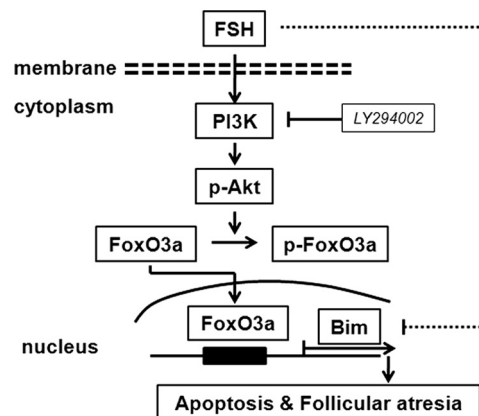 FSH
membrane
cytoplasm
PI3K
LY294002
p-Akt
FoxO3a
p-FoxO3a
FoxO3a
Bim
nucleus
Apoptosis & Follicular atresia